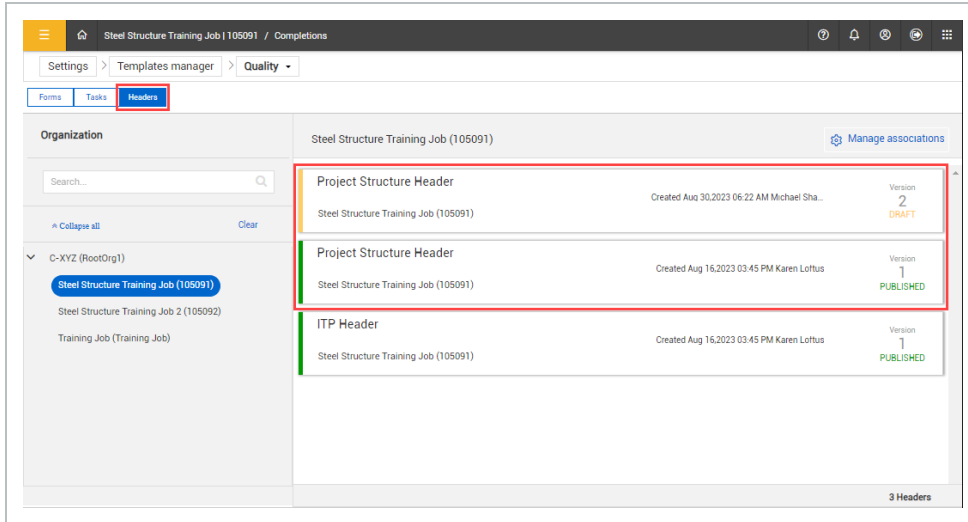 Steel Structure Training Job | 105091 / Completions
Settings > Templates manager > Quality
Forms Tasks Headers
Organization
Steel Structure Training Job (105091)
Manage associations
Search...
Collapse all
Clear
C-XYZ (RootOrg1)
Steel Structure Training Job (105091)
Steel Structure Training Job 2 (105092)
Training Job (Training Job)
Project Structure Header
Steel Structure Training Job (105091)
Created Aug 30,2023 06:22 AM Michael Sha...
Version
2
DRAFT
Project Structure Header
Steel Structure Training Job (105091)
Created Aug 16,2023 03:45 PM Karen Loftus
Version
1
PUBLISHED
ITP Header
Steel Structure Training Job (105091)
Created Aug 16,2023 03:45 PM Karen Loftus
Version
1
PUBLISHED
3 Headers